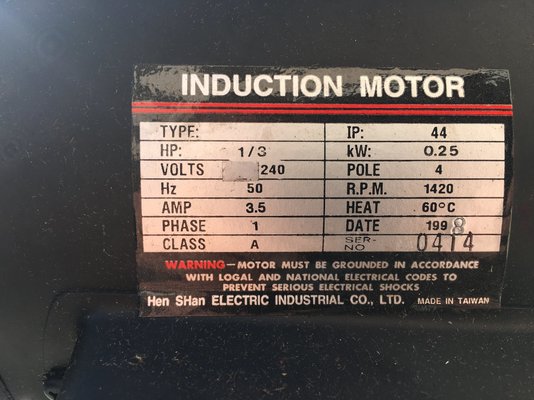 INDUCTION MOTOR
TYPE: IP: 44
HP: 1/3 kW: 0.25
VOLTS 240 POLE 4
Hz 50 R.P.M. 1420
AMP 3.5 HEAT 60°C
PHASE 1 DATE 1998
CLASS A SER-NO 0414
WARNING—MOTOR MUST BE GROUNDED IN ACCORDANCE
WITH LOCAL AND NATIONAL ELECTRICAL CODES TO
PREVENT SERIOUS ELECTRICAL SHOCKS
Hen SHan ELECTRIC INDUSTRIAL CO., LTD. MADE IN TAIWAN